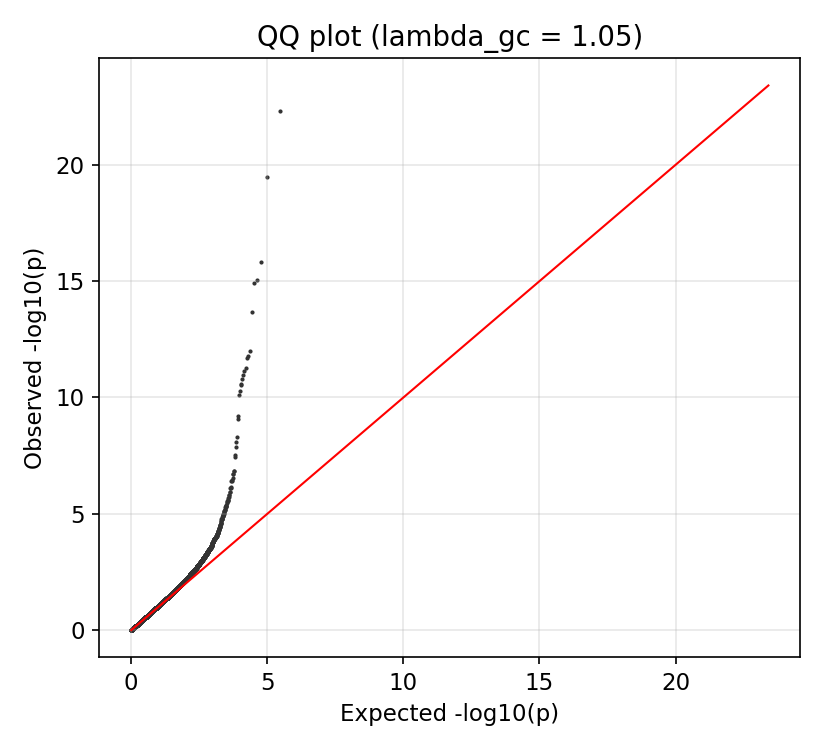 QQ plot (lambda_gc = 1.05)
Observed -log10(p)
20
15
10
5
0
0 5 10 15 20
Expected -log10(p)